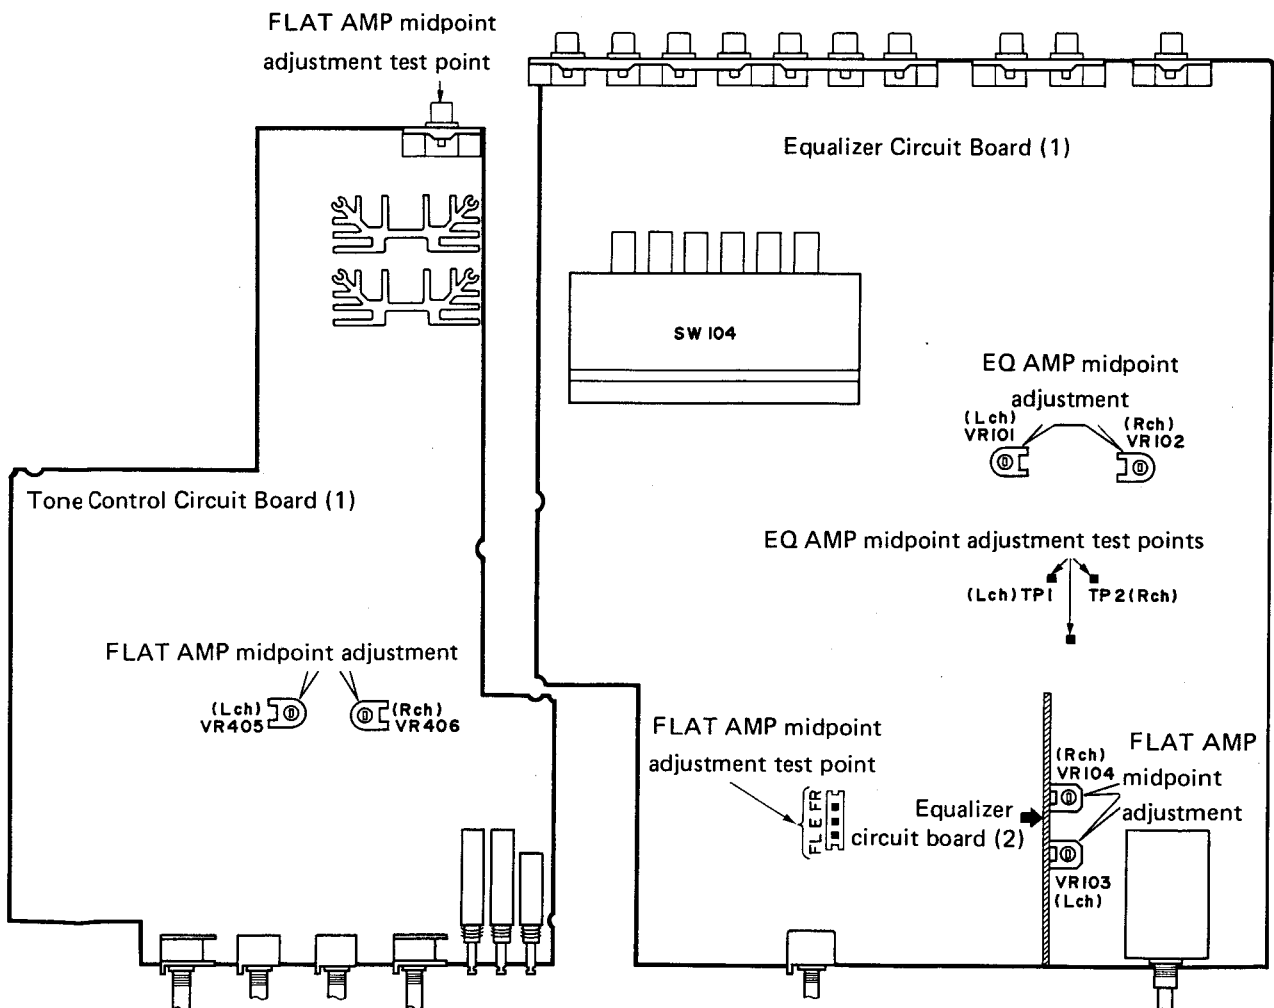 FLAT AMP midpoint
adjustment test point
Equalizer Circuit Board (1)
SW 104
EQ AMP midpoint
adjustment
(Lch)
VR101
(Rch)
VR102
Tone Control Circuit Board (1)
EQ AMP midpoint adjustment test points
(Lch) TP1
TP2 (Rch)
FLAT AMP midpoint adjustment
(Lch)
VR405
(Rch)
VR406
FLAT AMP midpoint
adjustment test point
FL E FR
Equalizer
circuit board (2)
(Rch)
VR104
FLAT AMP
midpoint
adjustment
VR103
(Lch)